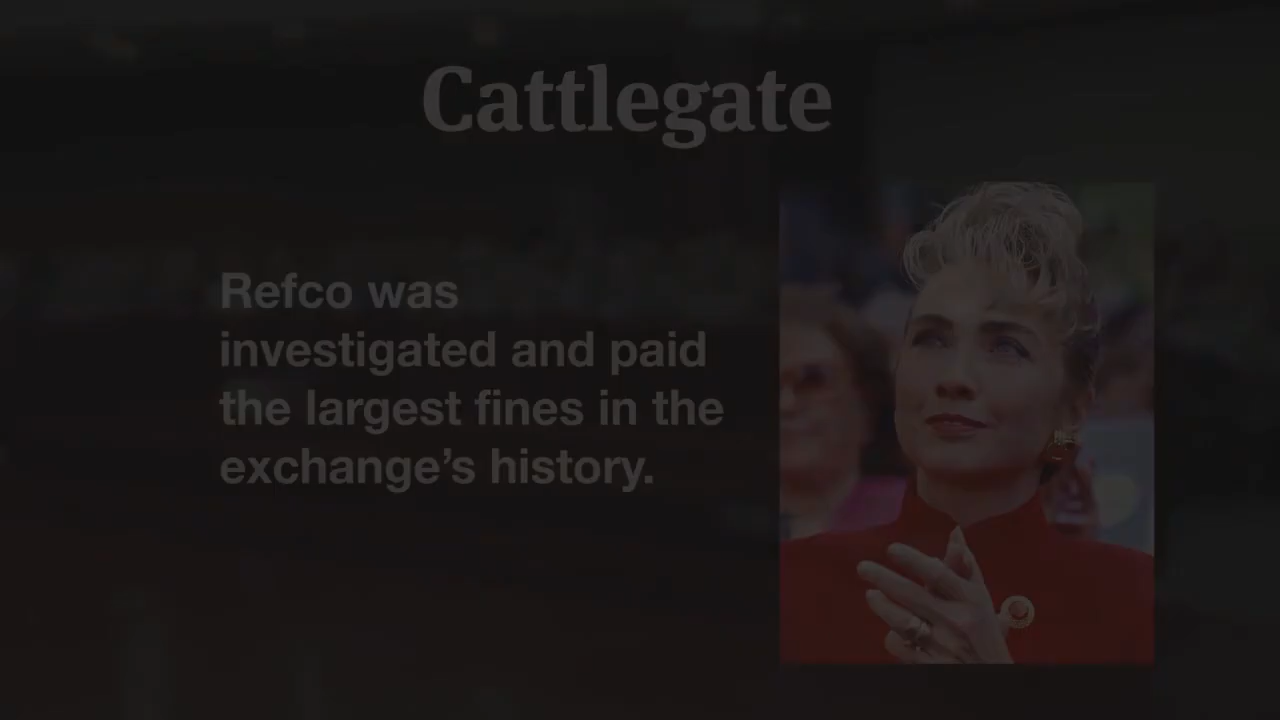 Cattlegate
Refco was
investigated and paid
the largest fines in the
exchange’s history.